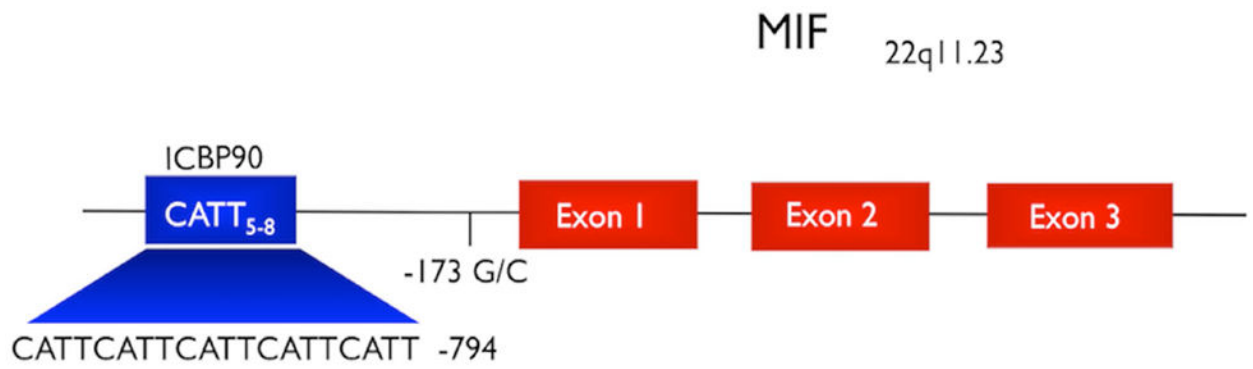 MIF
22q11.23
ICBP90
CATT5-8
Exon 1
Exon 2
Exon 3
-173 G/C
CATTCATTCATTCATTCATT -794